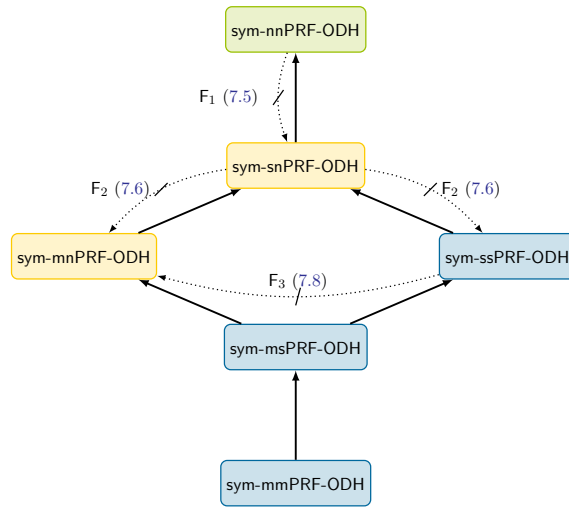 sym-nnPRF-ODH
F1 (7.5)
sym-snPRF-ODH
F2 (7.6)
F2 (7.6)
sym-mnPRF-ODH
sym-ssPRF-ODH
F3 (7.8)
sym-msPRF-ODH
sym-mmPRF-ODH